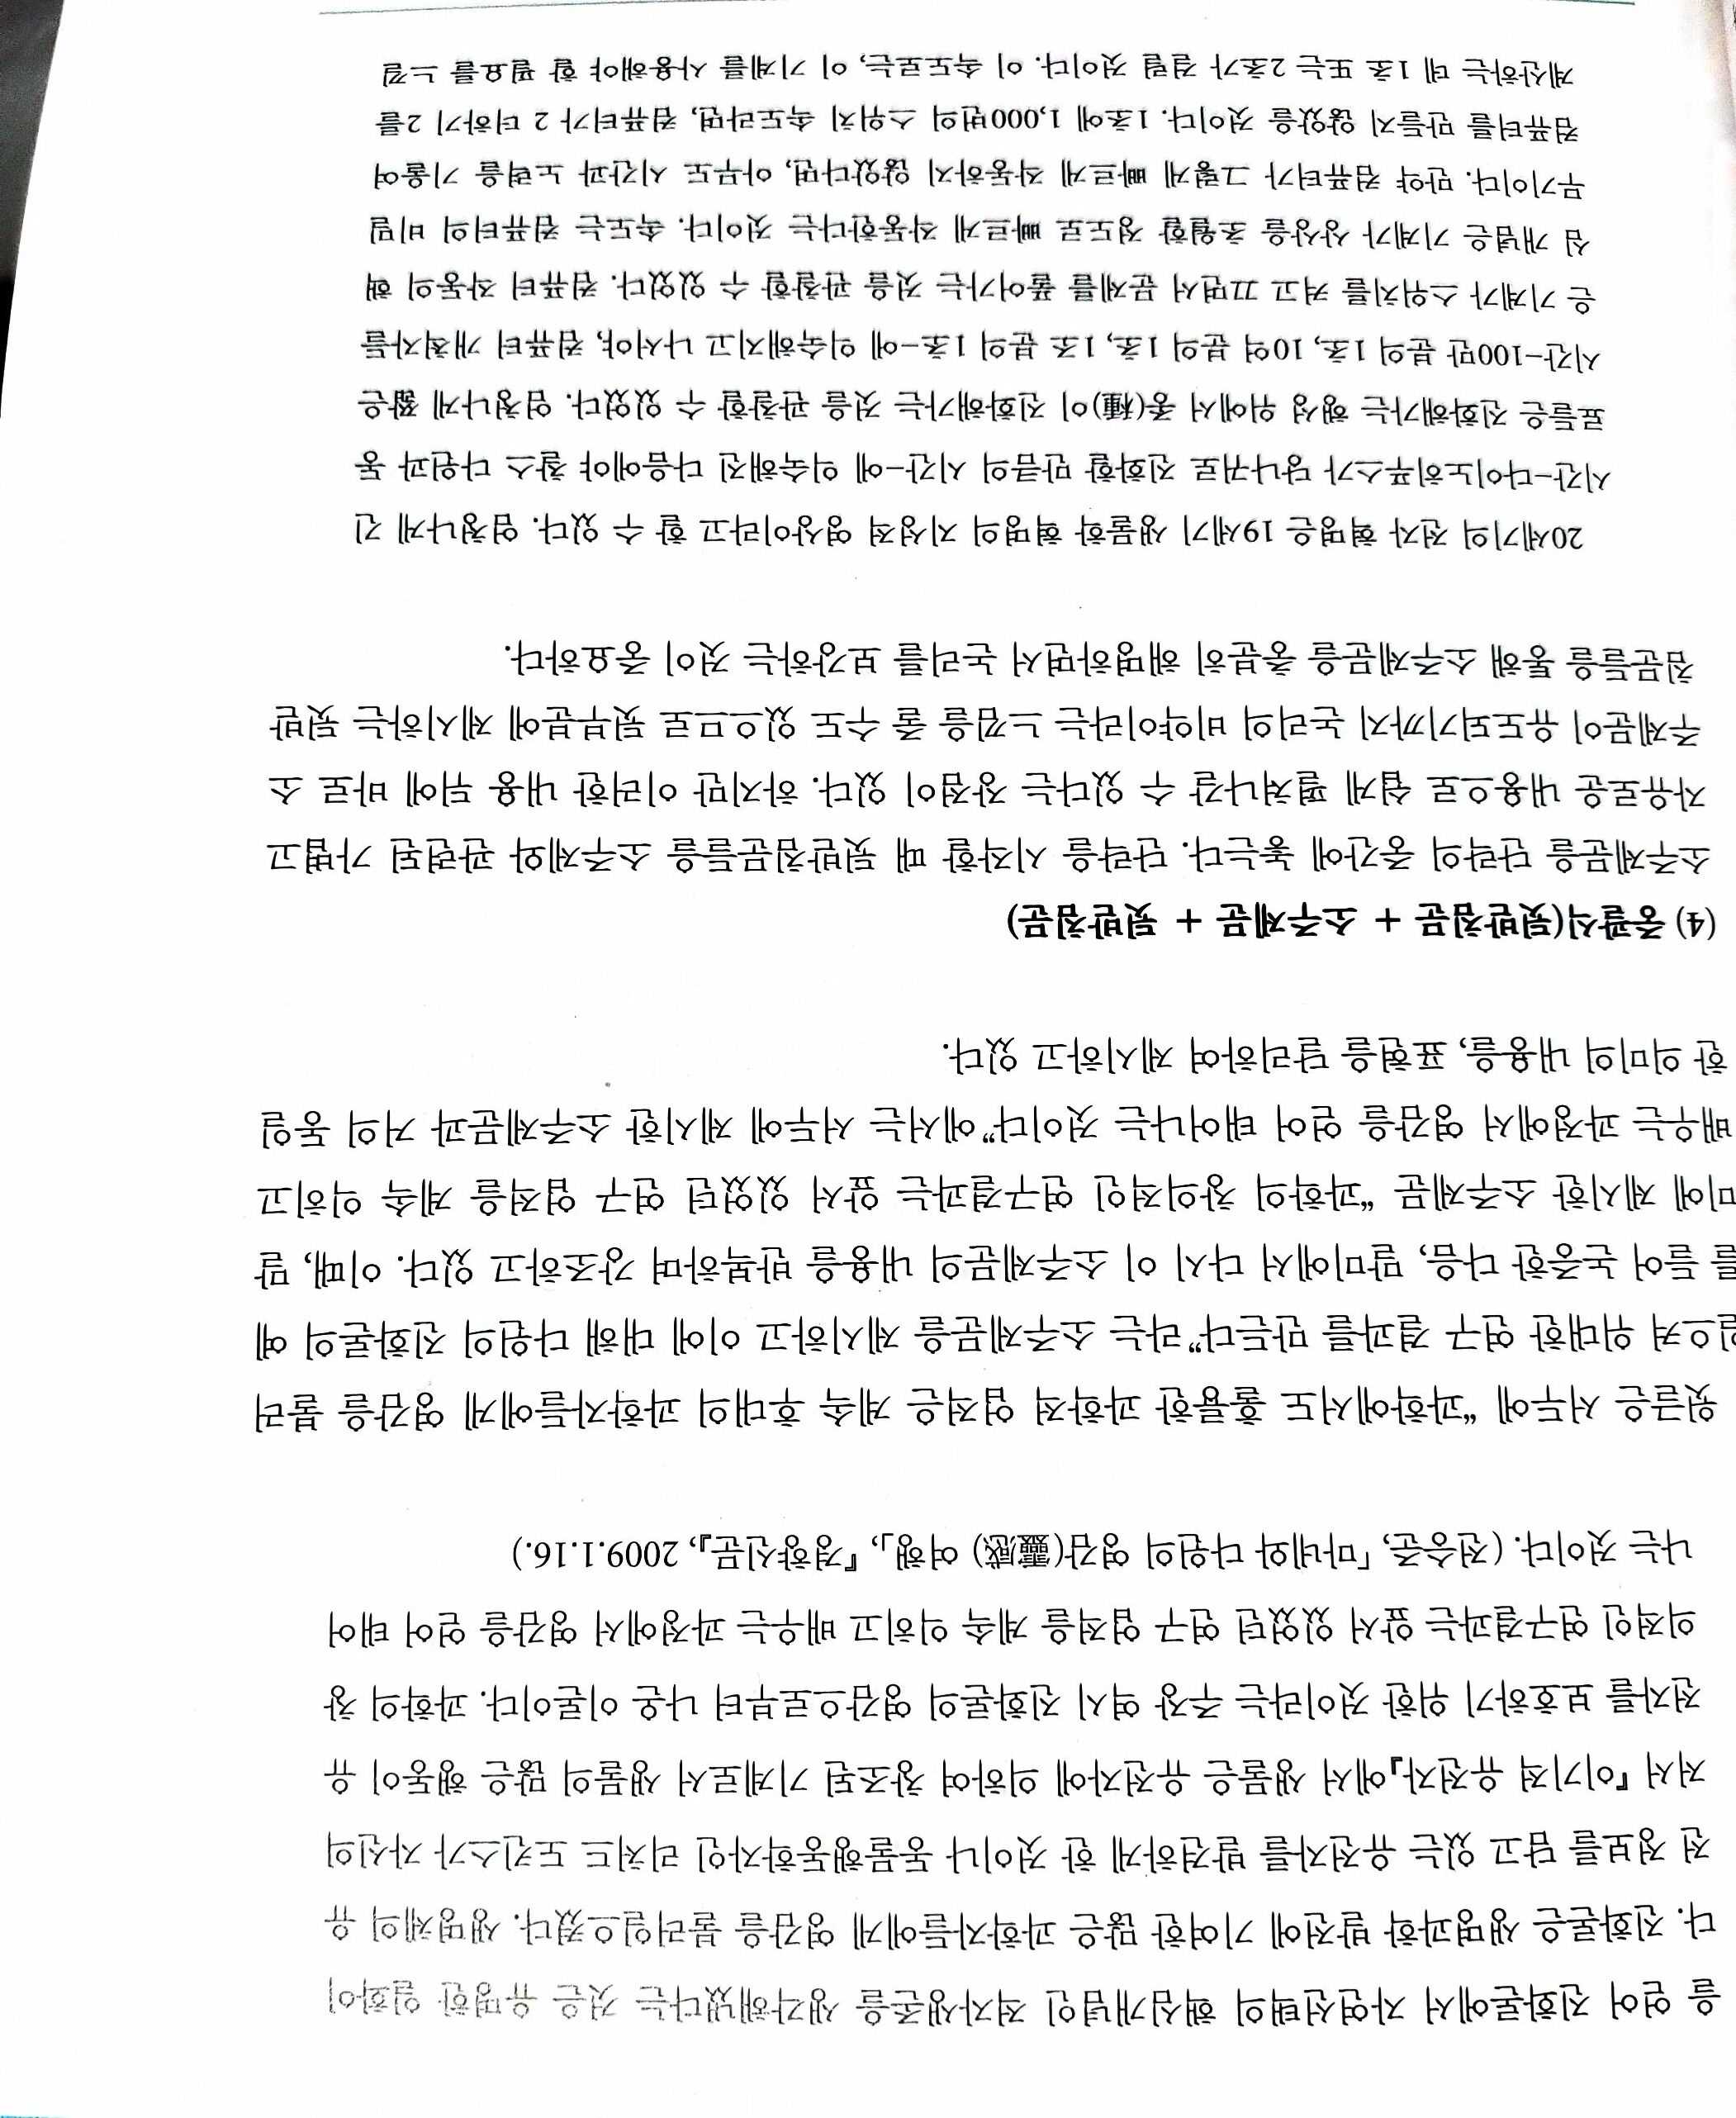 을 얻어 진화론에서 자연선택의 핵심개념인 적자생존을 생각해냈다는 것은 유명한 일화이
다. 진화론은 생명과학 발전에 기여한 많은 과학자들에게 영감을 불러일으켰다. 생명체의 유
전 정보를 담고 있는 유전자를 발견하게 한 것이나 동물행동학자인 리처드 도킨스가 자신의
저서 『이기적 유전자』에서 생물은 유전자에 의하여 창조된 기계로서 생물의 많은 행동이 유
전자를 보호하기 위한 것이라는 주장 역시 진화론의 영감으로부터 나온 이론이다. 과학의 창
의적인 연구결과는 앞서 있었던 연구 업적을 계속 익히고 배우는 과정에서 영감을 얻어 태어
나는 것이다. (전승준, 「마네와 다윈의 영감(靈感) 여행」, 『경향신문』, 2009.1.16.)
윗글은 서두에 “과학에서도 훌륭한 과학적 업적은 계속 후대의 과학자들에게 영감을 불러
일으켜 위대한 연구 결과를 만든다”라는 소주제문을 제시하고 이에 대해 다윈의 진화론의 예
를 들어 논증한 다음, 말미에서 다시 이 소주제문의 내용을 반복하며 강조하고 있다. 이때, 말
미에 제시한 소주제문 “과학의 창의적인 연구결과는 앞서 있었던 연구 업적을 계속 익히고
배우는 과정에서 영감을 얻어 태어나는 것이다”에서는 서두에 제시한 소주제문과 거의 동일
한 의미의 내용을, 표현을 달리하여 제시하고 있다.
(4) 중괄식(뒷받침문 + 소주제문 + 뒷받침문)
소주제문을 단락의 중간에 놓는다. 단락을 시작할 때 뒷받침문들을 소주제와 관련된 가볍고
자유로운 내용으로 쉽게 펼쳐나갈 수 있다는 장점이 있다. 하지만 이러한 내용 뒤에 바로 소
주제문이 유도되기까지 논리의 비약이라는 느낌을 줄 수도 있으므로 뒷부분에 제시하는 뒷받
침문들을 통해 소주제문을 충분히 해명하면서 논리를 보강하는 것이 중요하다.
20세기의 전자 혁명은 19세기 생물학 혁명의 지성적 영상이라고 할 수 있다. 엄청나게 긴
시간–다이노히푸스가 당나귀로 진화할 만큼의 시간–에 익숙해진 다음에야 찰스 다윈과 동
료들은 진화해가는 행성 위에서 종(種)이 진화해가는 것을 관찰할 수 있었다. 엄청나게 짧은
시간–100만 분의 1초, 10억 분의 1초, 1조 분의 1초–에 익숙해지고 나서야, 컴퓨터 개척자들
은 기계가 스위치를 켜고 끄면서 문제를 풀어가는 것을 관찰할 수 있었다. 컴퓨터 작동의 핵
심 개념은 기계가 상상을 초월할 정도로 빠르게 작동한다는 것이다. 속도는 컴퓨터의 비밀
무기이다. 만약 컴퓨터가 그렇게 빠르게 작동하지 않았다면, 아무도 시간과 노력을 기울여
컴퓨터를 만들지 않았을 것이다. 1초에 1,000번의 스위치 속도라면, 컴퓨터가 2 더하기 2를
계산하는 데 1초 또는 2초가 걸릴 것이다. 이 속도로는, 이 기계를 사용해야 할 필요를 느낄